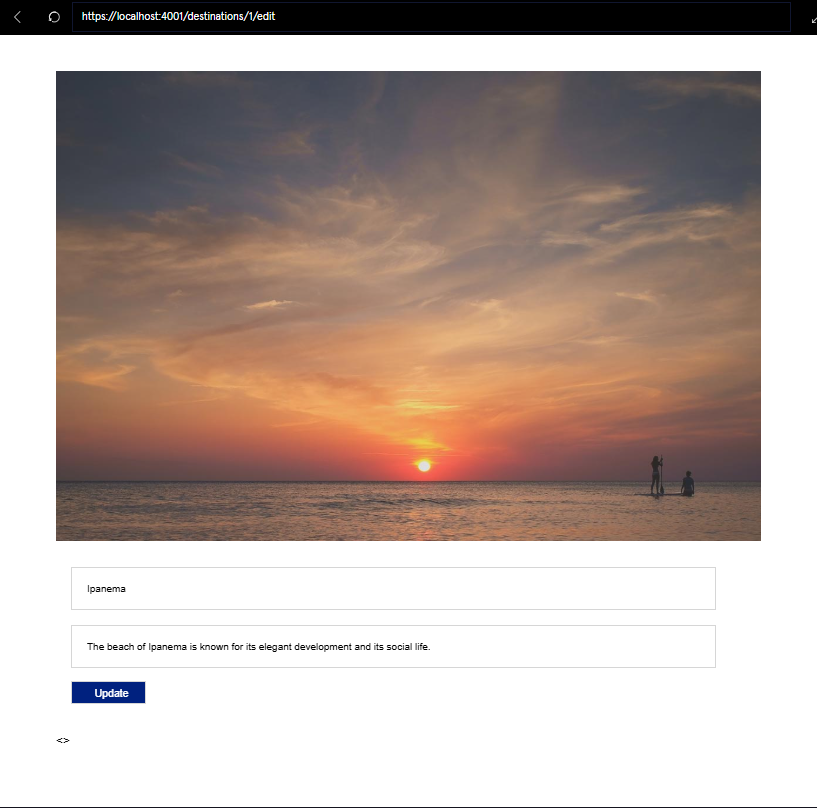 https://localhost:4001/destinations/1/edit
Ipanema
The beach of Ipanema is known for its elegant development and its social life.
Update
<>